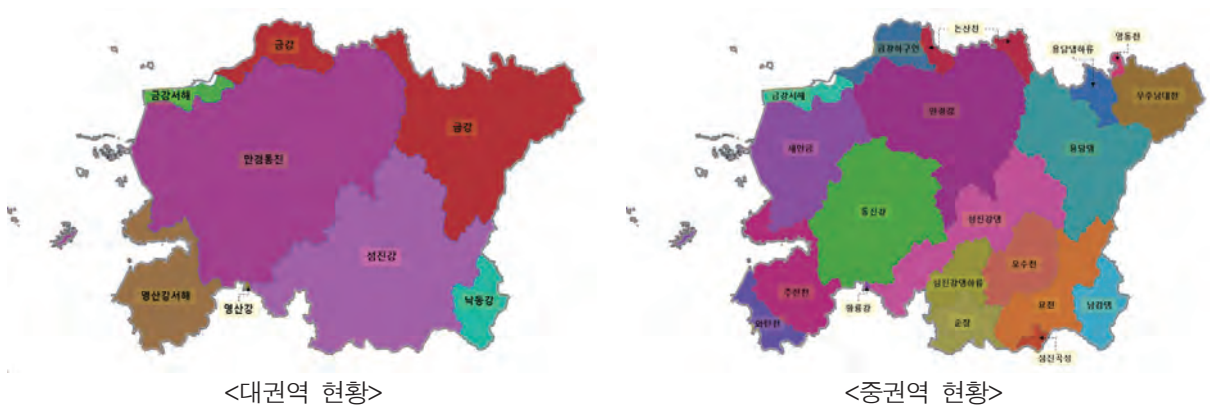 금강
금강서해
금강
만경동진
섬진강
영산강서해
영산강
낙동강
<대권역 현황>
논산천
영동천
금강하구언
용담댐하류
무주남대천
금강서해
만경강
새만금
용담댐
동진강
섬진강댐
오수천
섬진강댐하류
주진천
요천
남강댐
황룡강
와탄천
순창
섬진곡성
<중권역 현황>